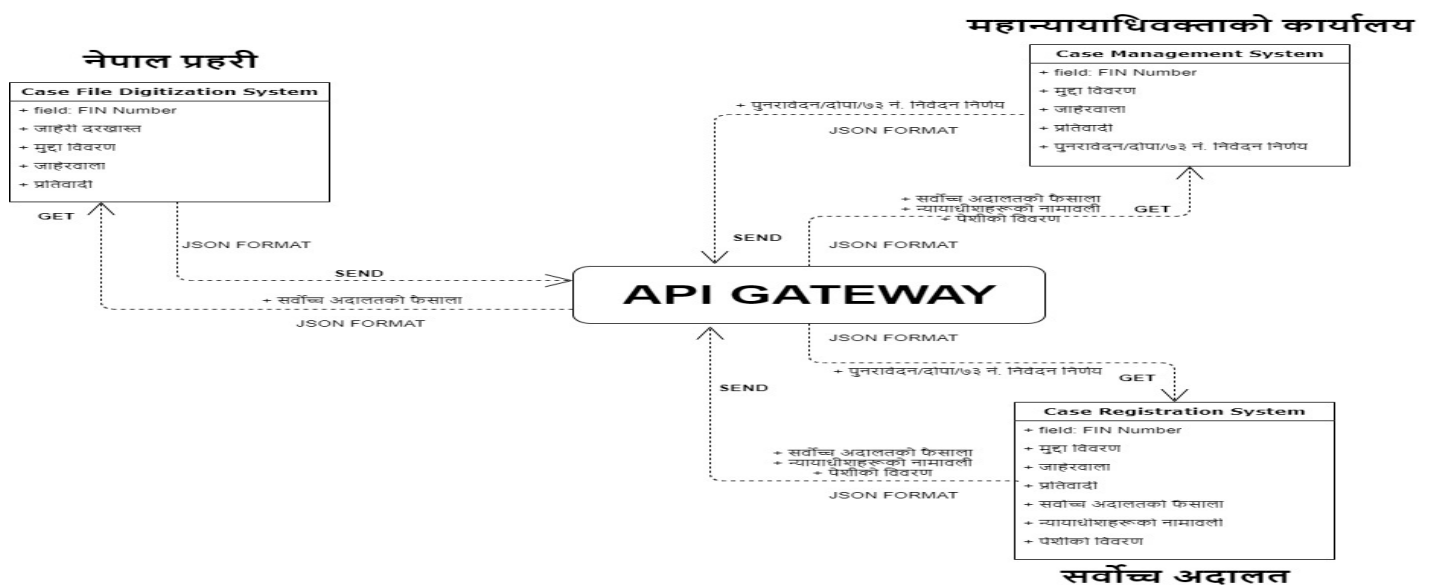 नेपाल प्रहरी
Case File Digitization System
+ field: FIN Number
+ जाहेरी दरखास्त
+ मुद्दा विवरण
+ जाहेरवाला
+ प्रतिवादी
GET
JSON FORMAT
SEND
+ सर्वोच्च अदालतको फैसाला
JSON FORMAT
महान्यायाधिवक्ताको कार्यालय
Case Management System
+ field: FIN Number
+ मुद्दा विवरण
+ जाहेरवाला
+ प्रतिवादी
+ पुनरावेदन/दोपा/७३ नं. निवेदन निर्णय
+ पुनरावेदन/दोपा/७३ नं. निवेदन निर्णय
JSON FORMAT
SEND
+ सर्वोच्च अदालतको फैसाला
+ न्यायाधीशहरूको नामावली
+ पेशीको विवरण
GET
JSON FORMAT
API GATEWAY
JSON FORMAT
+ पुनरावेदन/दोपा/७३ नं. निवेदन निर्णय
GET
SEND
+ सर्वोच्च अदालतको फैसाला
+ न्यायाधीशहरूको नामावली
+ पेशीको विवरण
JSON FORMAT
Case Registration System
+ field: FIN Number
+ मुद्दा विवरण
+ जाहेरवाला
+ प्रतिवादी
+ सर्वोच्च अदालतको फैसाला
+ न्यायाधीशहरूको नामावली
+ पेशीको विवरण
सर्वोच्च अदालत